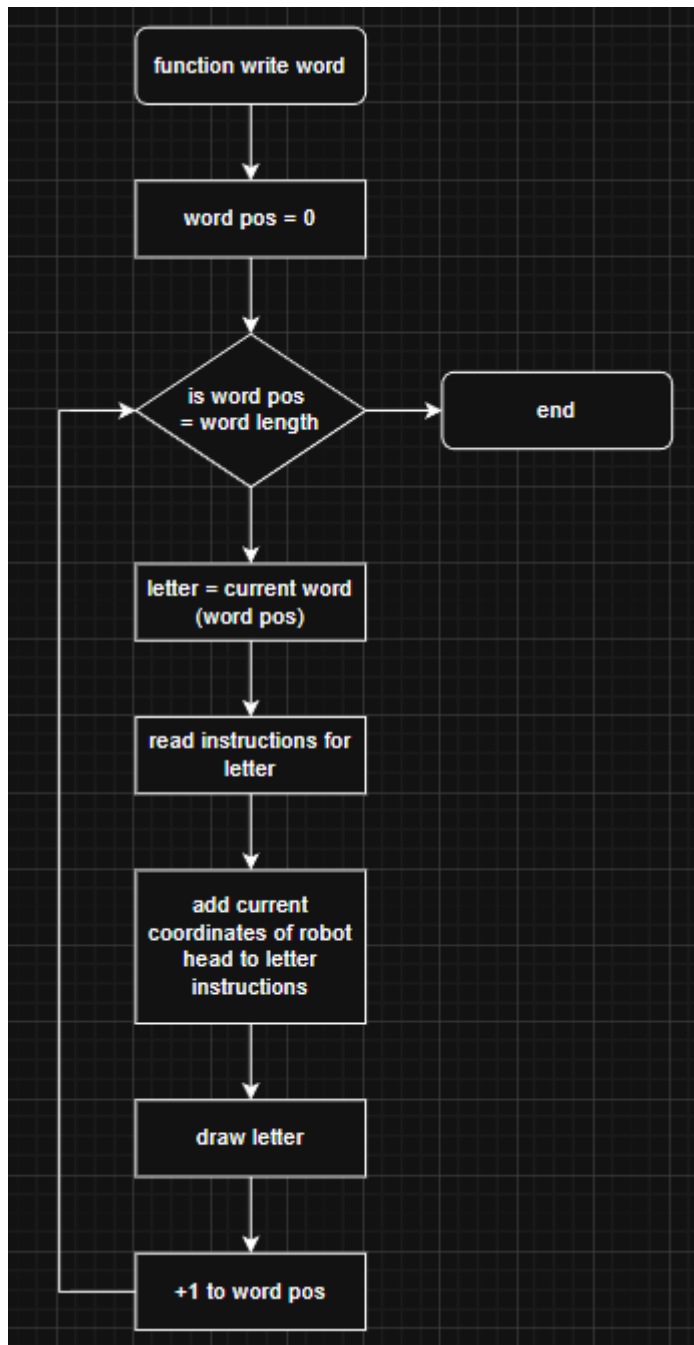 function write word
word pos = 0
is word pos
= word length
end
letter = current word
(word pos)
read instructions for
letter
add current
coordinates of robot
head to letter
instructions
draw letter
+1 to word pos